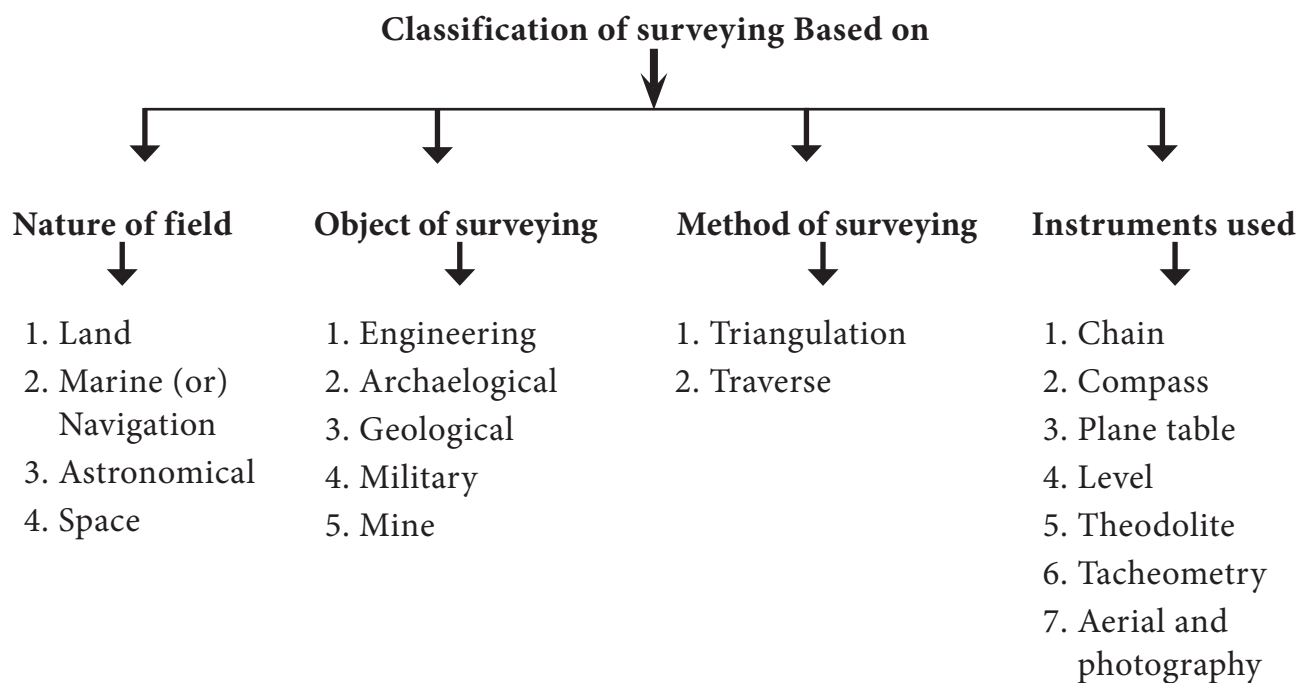 Classification of surveying Based on
Nature of field
1. Land
2. Marine (or)
Navigation
3. Astronomical
4. Space
Object of surveying
1. Engineering
2. Archaelogical
3. Geological
4. Military
5. Mine
Method of surveying
1. Triangulation
2. Traverse
Instruments used
1. Chain
2. Compass
3. Plane table
4. Level
5. Theodolite
6. Tacheometry
7. Aerial and
photography